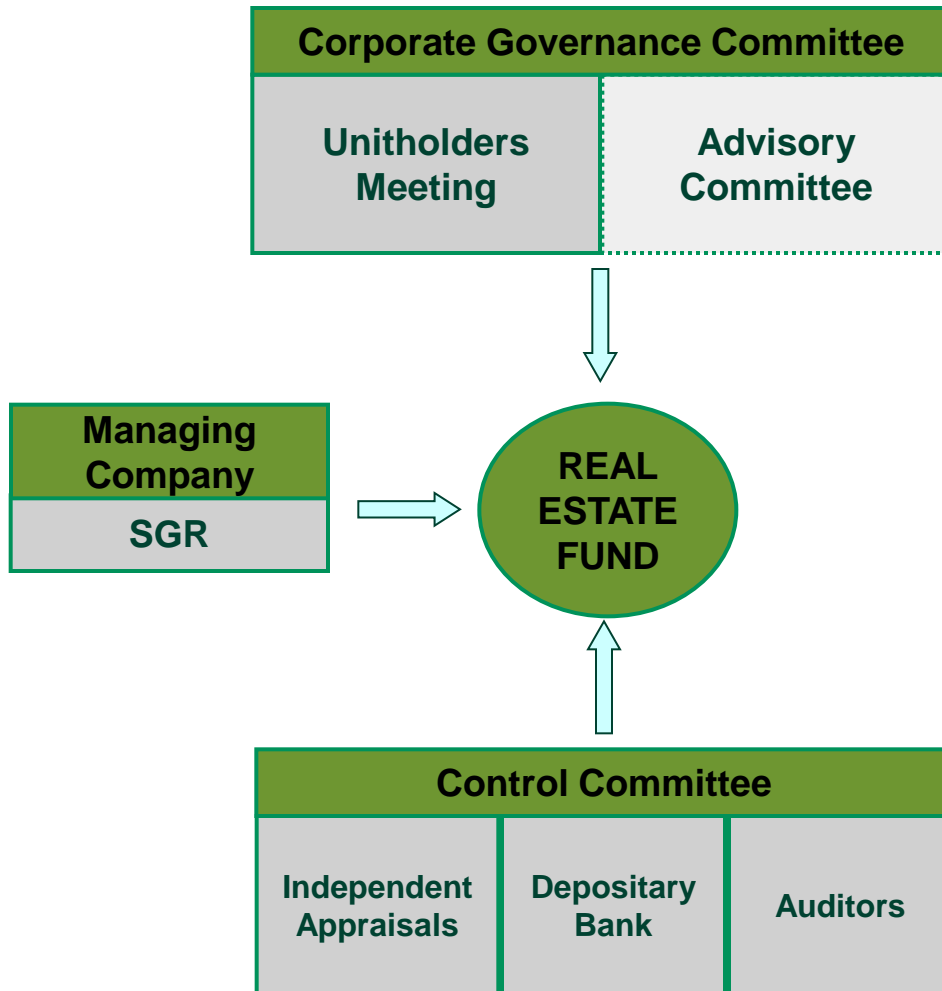 Corporate Governance Committee
Unitholders
Meeting
Advisory
Committee
Managing
Company
SGR
REAL
ESTATE
FUND
Control Committee
Independent
Appraisals
Depositary
Bank
Auditors